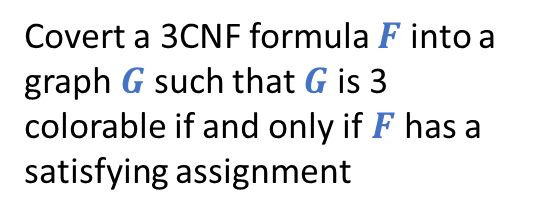 Covert a 3CNF formula F into a
graph G such that G is 3
colorable if and only if F has a
satisfying assignment